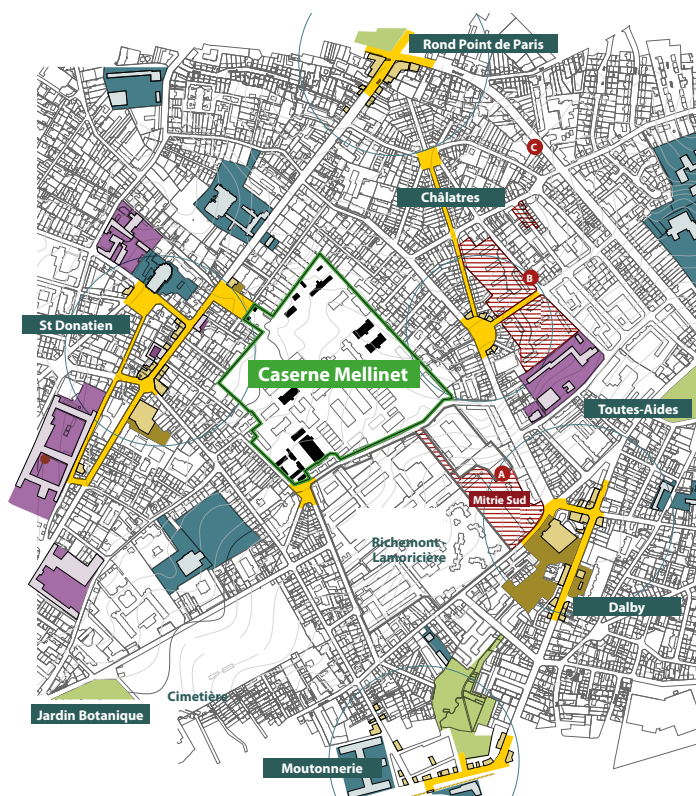 Rond Point de Paris
C
Châlatres
B
St Donatien
Caserne Mellinet
Toutes-Aides
A
Mitrie Sud
Richemont
Lamoricière
Dalby
Cimetière
Jardin Botanique
Moutonnerie